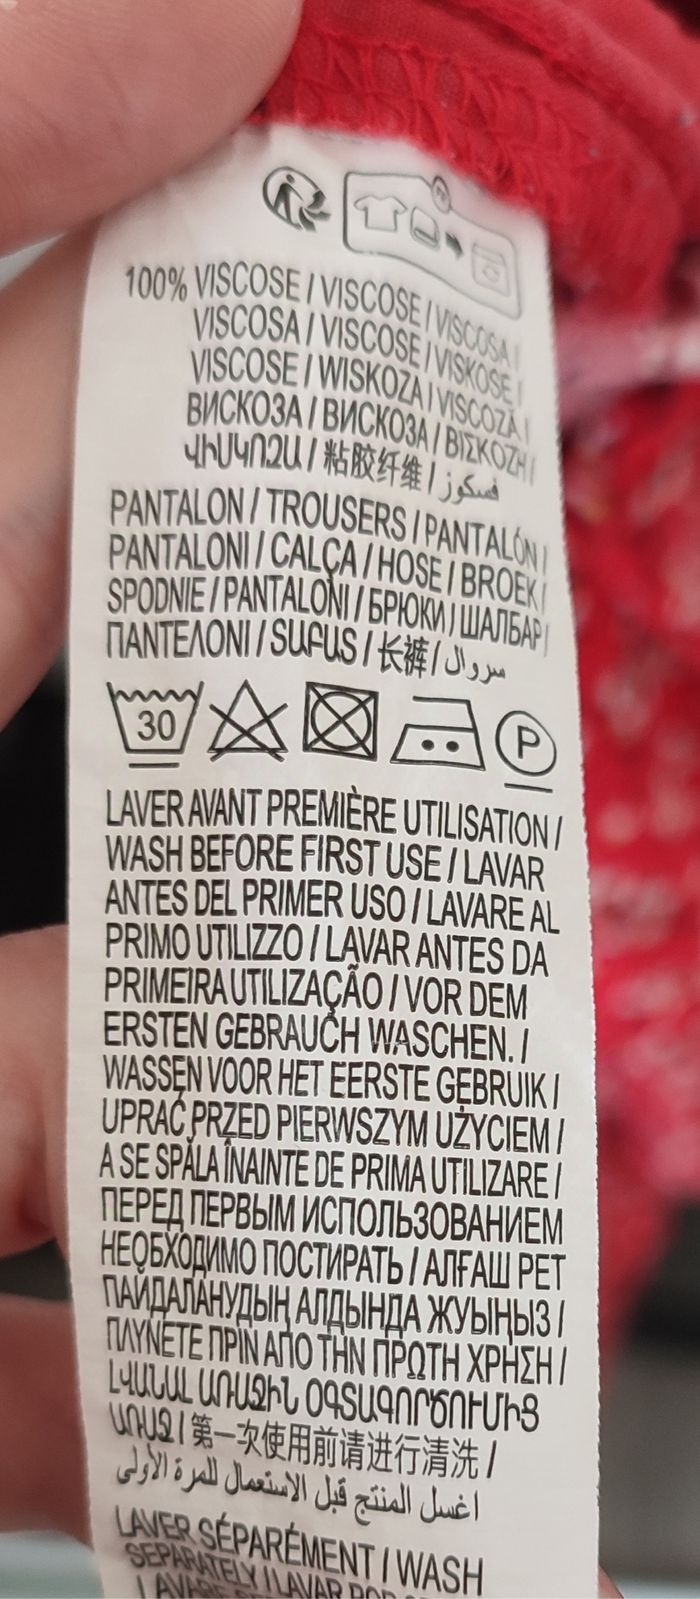 FR
100% VISCOSE / VISCOSE / VISCOSA /
VISCOSA / VISCOSE / VISKOSE /
VISCOSE / WISKOZA / VISCOZĂ /
ВИСКОЗА / ВИСКОЗА / ΒΙΣΚΟΖΗ /
ՎԻՍԿՈԶԱ / 粘胶纤维 / فسكوز
PANTALON / TROUSERS / PANTALÓN /
PANTALONI / CALÇA / HOSE / BROEK /
SPODNIE / PANTALONI / БРЮКИ / ШАЛБАР /
ΠΑΝΤΕΛΟΝΙ / ՏԱԲԱՏ / 长裤 / سروال
30 P
LAVER AVANT PREMIÈRE UTILISATION /
WASH BEFORE FIRST USE / LAVAR
ANTES DEL PRIMER USO / LAVARE AL
PRIMO UTILIZZO / LAVAR ANTES DA
PRIMEIRA UTILIZAÇÃO / VOR DEM
ERSTEN GEBRAUCH WASCHEN. /
WASSEN VOOR HET EERSTE GEBRUIK /
UPRAĆ PRZED PIERWSZYM UŻYCIEM /
A SE SPĂLA ÎNAINTE DE PRIMA UTILIZARE /
ПЕРЕД ПЕРВЫМ ИСПОЛЬЗОВАНИЕМ
НЕОБХОДИМО ПОСТИРАТЬ / АЛҒАШ РЕТ
ПАЙДАЛАНУДЫҢ АЛДЫНДА ЖУЫҢЫЗ /
ΠΛΥΝΕΤΕ ΠΡΙΝ ΑΠΟ ΤΗΝ ΠΡΩΤΗ ΧΡΗΣΗ /
ԼՎԱՆԱԼ ԱՌԱՋԻՆ ՕԳՏԱԳՈՐԾՈՒՄԻՑ
ԱՌԱՋ / 第一次使用前请进行清洗 /
اغسل المنتج قبل الاستعمال للمرة الأولى
LAVER SÉPARÉMENT / WASH
SEPARATELY / LAVAR POR